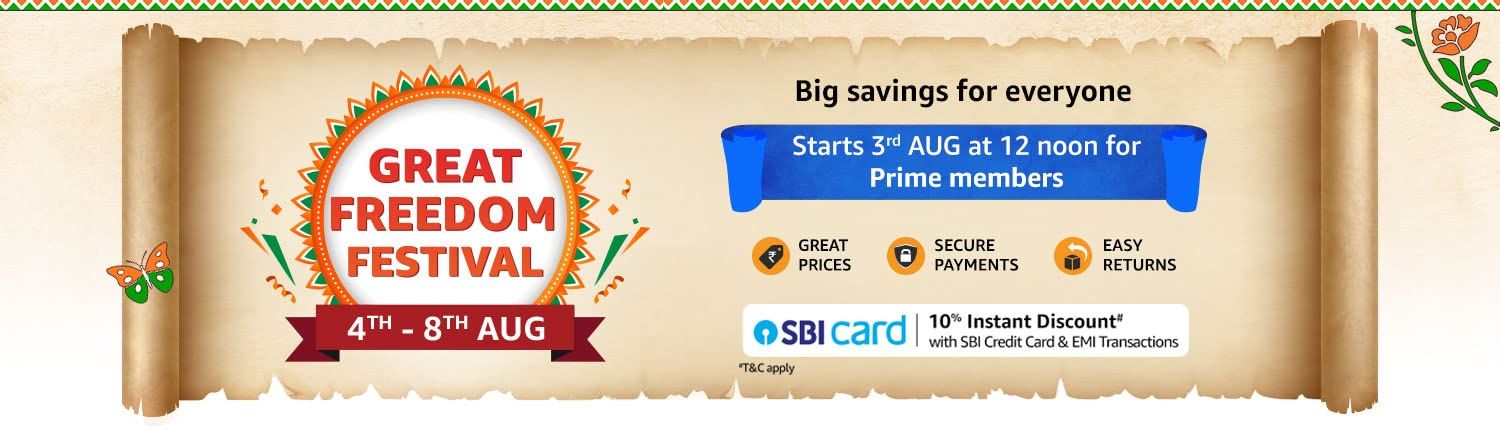 GREAT
FREEDOM
FESTIVAL
4TH - 8TH AUG
Big savings for everyone
Starts 3rd AUG at 12 noon for
Prime members
₹
GREAT
PRICES
SECURE
PAYMENTS
EASY
RETURNS
SBI card
10% Instant Discount#
with SBI Credit Card & EMI Transactions
#T&C apply